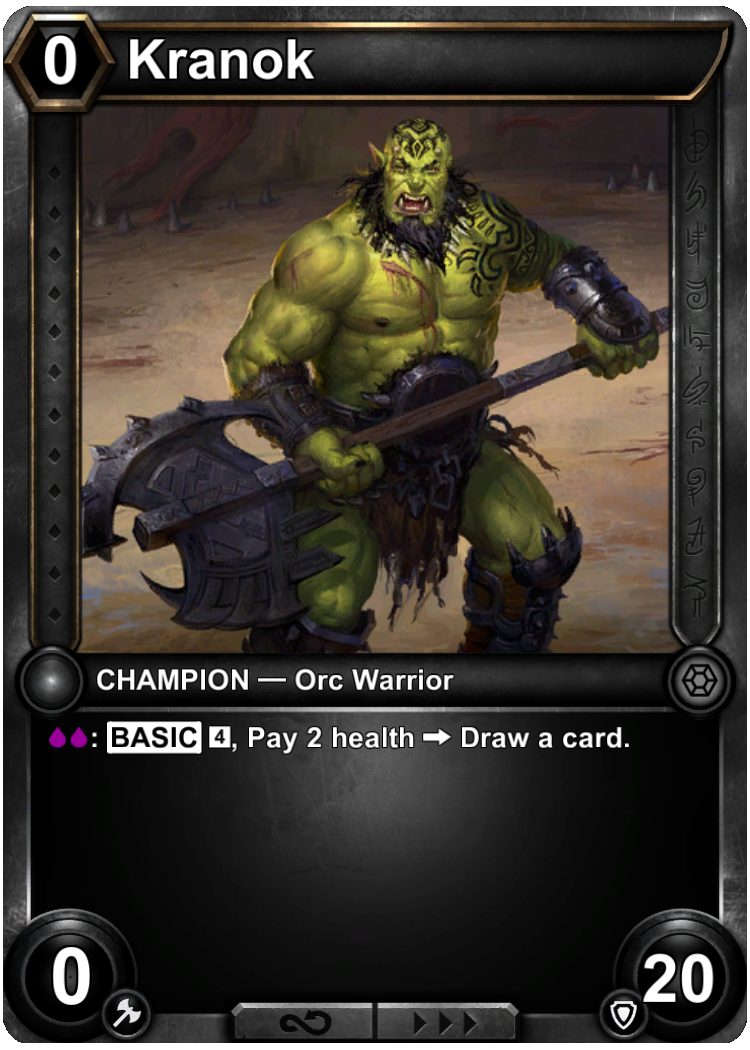 0 Kranok
CHAMPION — Orc Warrior
: BASIC 4, Pay 2 health ➡ Draw a card.
0
20